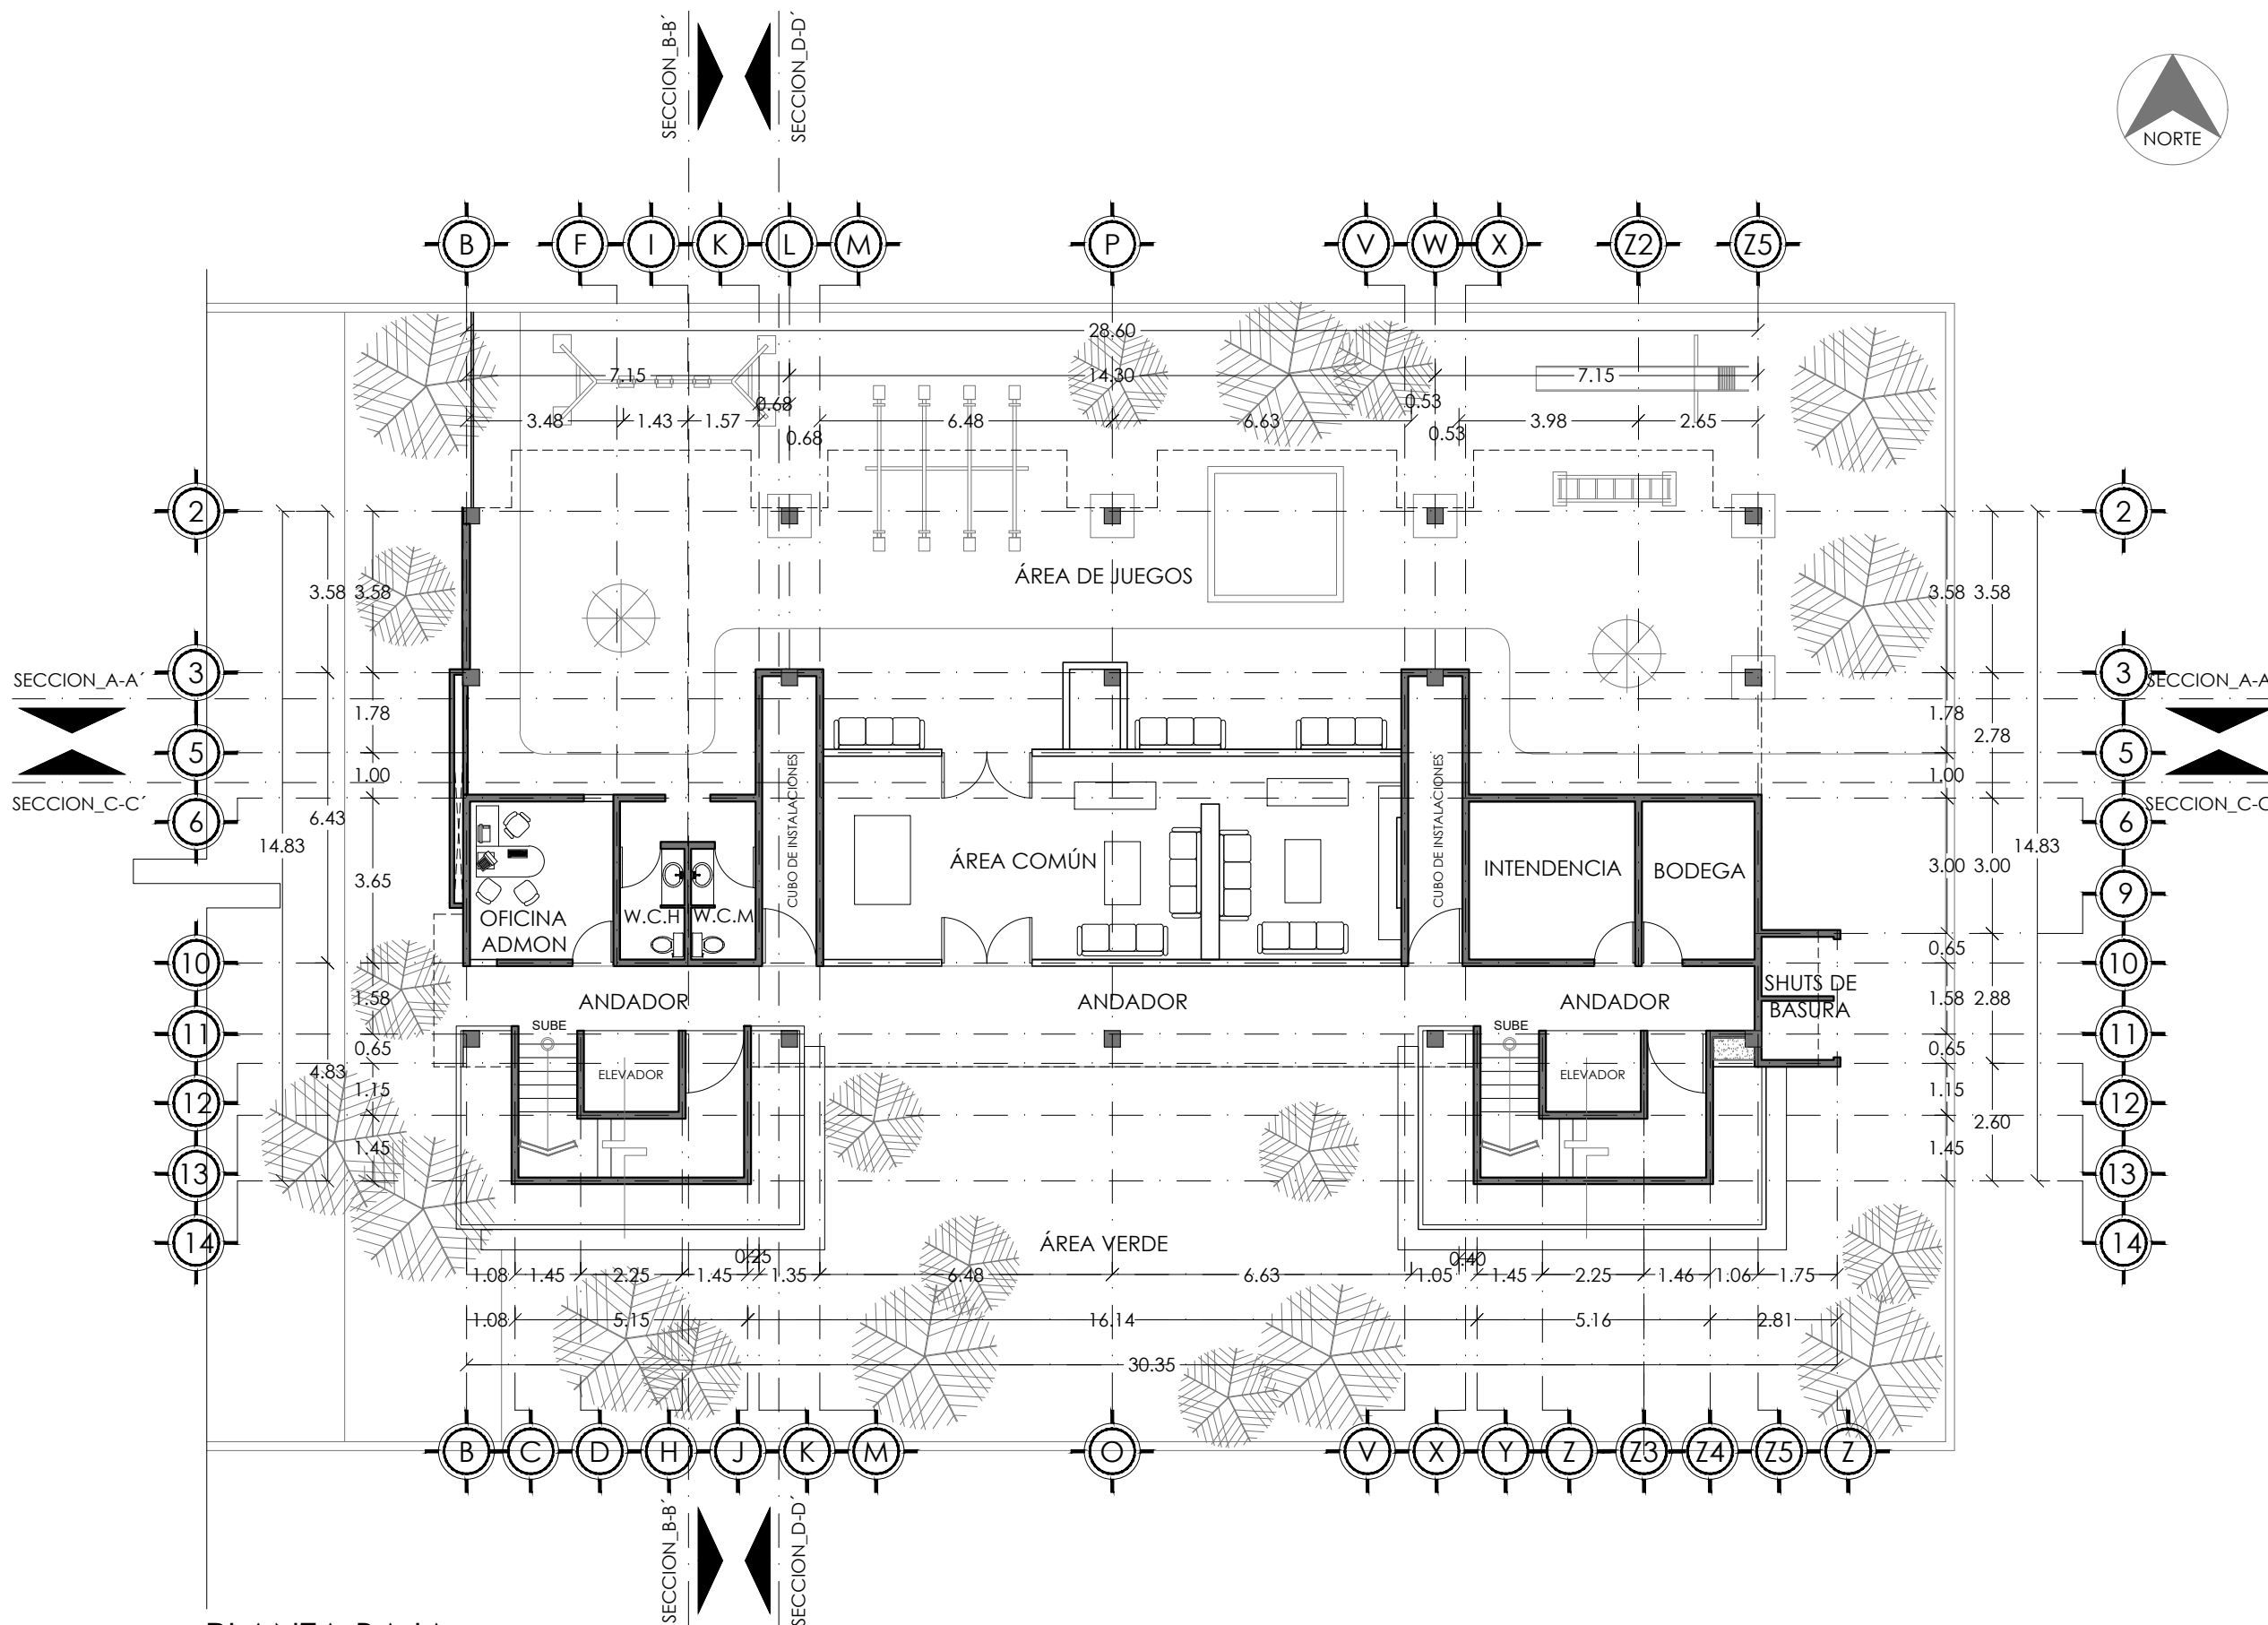 SECCION_B-B´
SECCION_D-D´
NORTE
B F I K L M P V W X Z2 Z5
28.60
7.15 14.30 7.15
0.68 0.53
3.48 1.43 1.57 6.48 6.63 3.98 2.65
0.68 0.53
2 2
ÁREA DE JUEGOS
3.58 3.58 3.58 3.58
3 3
SECCION_A-A´ SECCION_A-A
1.78 1.78
2.78
5 5
1.00 1.00
SECCION_C-C´ SECCION_C-C
6 6
6.43
14.83 14.83
CUBO DE INSTALACIONES
CUBO DE INSTALACIONES
ÁREA COMÚN
INTENDENCIA
BODEGA
3.65 3.00 3.00
9
OFICINA
ADMON
W.C.H W.C.M
0.65
10 10
SHUTS DE
BASURA
ANDADOR ANDADOR ANDADOR
1.58 1.58 2.88
SUBE SUBE
11 11
0.65 0.65
4.83
ELEVADOR ELEVADOR
1.15 1.15
12 12
2.60
1.45 1.45
13 13
14 14
ÁREA VERDE
0.25 0.40
1.08 1.45 2.25 1.45 1.35 6.48 6.63 1.05 1.45 2.25 1.46 1.06 1.75
1.08 5.15 16.14 5.16 2.81
30.35
B C D H J K M O V X Y Z Z3 Z4 Z5 Z
SECCION_B-B´
SECCION_D-D´